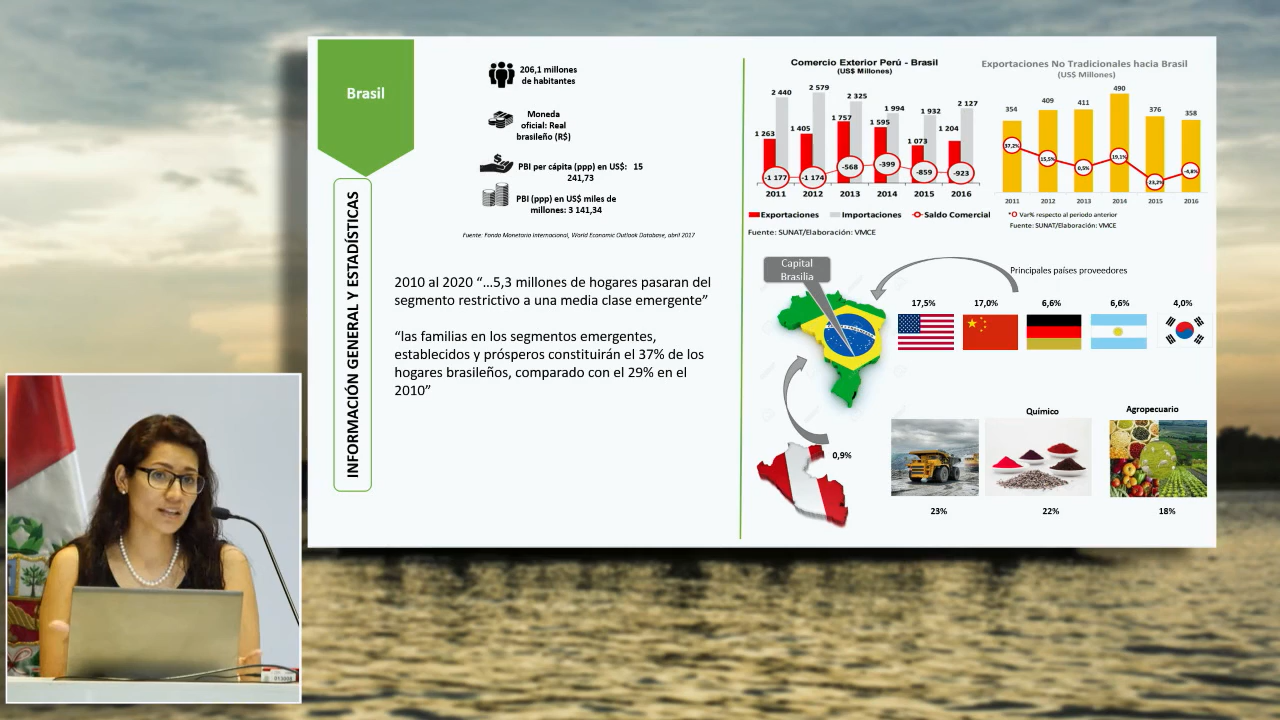 Brasil
INFORMACIÓN GENERAL Y ESTADÍSTICAS
206,1 millones
de habitantes
Moneda
oficial: Real
brasileño (R$)
PBI per cápita (ppp) en US$: 15
241,73
PBI (ppp) en US$ miles de
millones: 3 141,34
Fuente: Fondo Monetario Internacional, World Economic Outlook Database, abril 2017
2010 al 2020 “...5,3 millones de hogares pasaran del
segmento restrictivo a una media clase emergente”
“las familias en los segmentos emergentes,
establecidos y prósperos constituirán el 37% de los
hogares brasileños, comparado con el 29% en el
2010”
Comercio Exterior Perú - Brasil
(US$ Millones)
2 440
2 579
2 325
1 994
1 932
2 127
1 263
1 405
1 757
1 595
1 073
1 204
-1 177
-1 174
-568
-399
-859
-923
2011 2012 2013 2014 2015 2016
Exportaciones Importaciones Saldo Comercial
Fuente: SUNAT/Elaboración: VMCE
Exportaciones No Tradicionales hacia Brasil
(US$ Millones)
354
409
411
490
376
358
37,2%
15,5%
0,5%
19,1%
-23,2%
-4,8%
2011 2012 2013 2014 2015 2016
*O Var% respecto al periodo anterior
Fuente: SUNAT/Elaboración: VMCE
Capital
Brasilia
Principales países proveedores
17,5% 17,0% 6,6% 6,6% 4,0%
0,9%
Químico
Agropecuario
23% 22% 18%